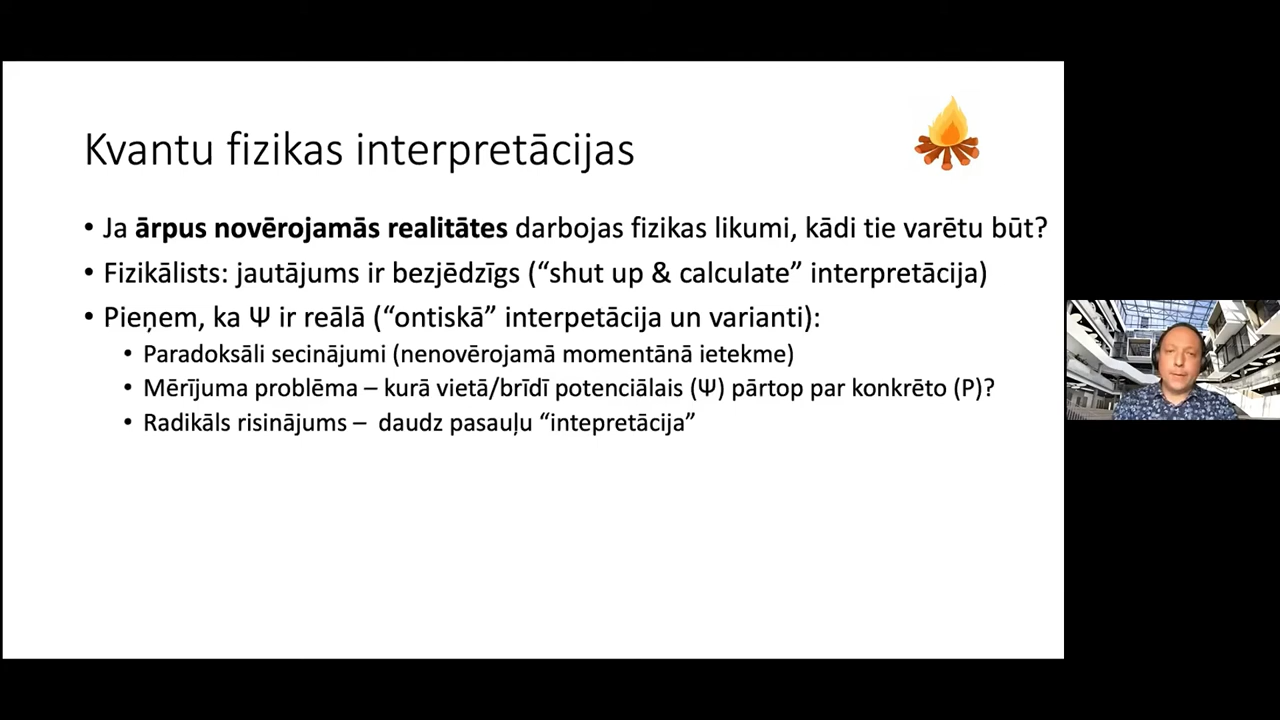 Kvantu fizikas interpretācijas
• Ja ārpus novērojamās realitātes darbojas fizikas likumi, kādi tie varētu būt?
• Fizikālists: jautājums ir bezjēdzīgs (“shut up & calculate” interpretācija)
• Pieņem, ka Ψ ir reālā (“ontiskā” interpetācija un varianti):
• Paradoksāli secinājumi (nenovērojamā momentānā ietekme)
• Mērījuma problēma – kurā vietā/brīdī potenciālais (Ψ) pārtop par konkrēto (P)?
• Radikāls risinājums – daudz pasauļu “intepretācija”